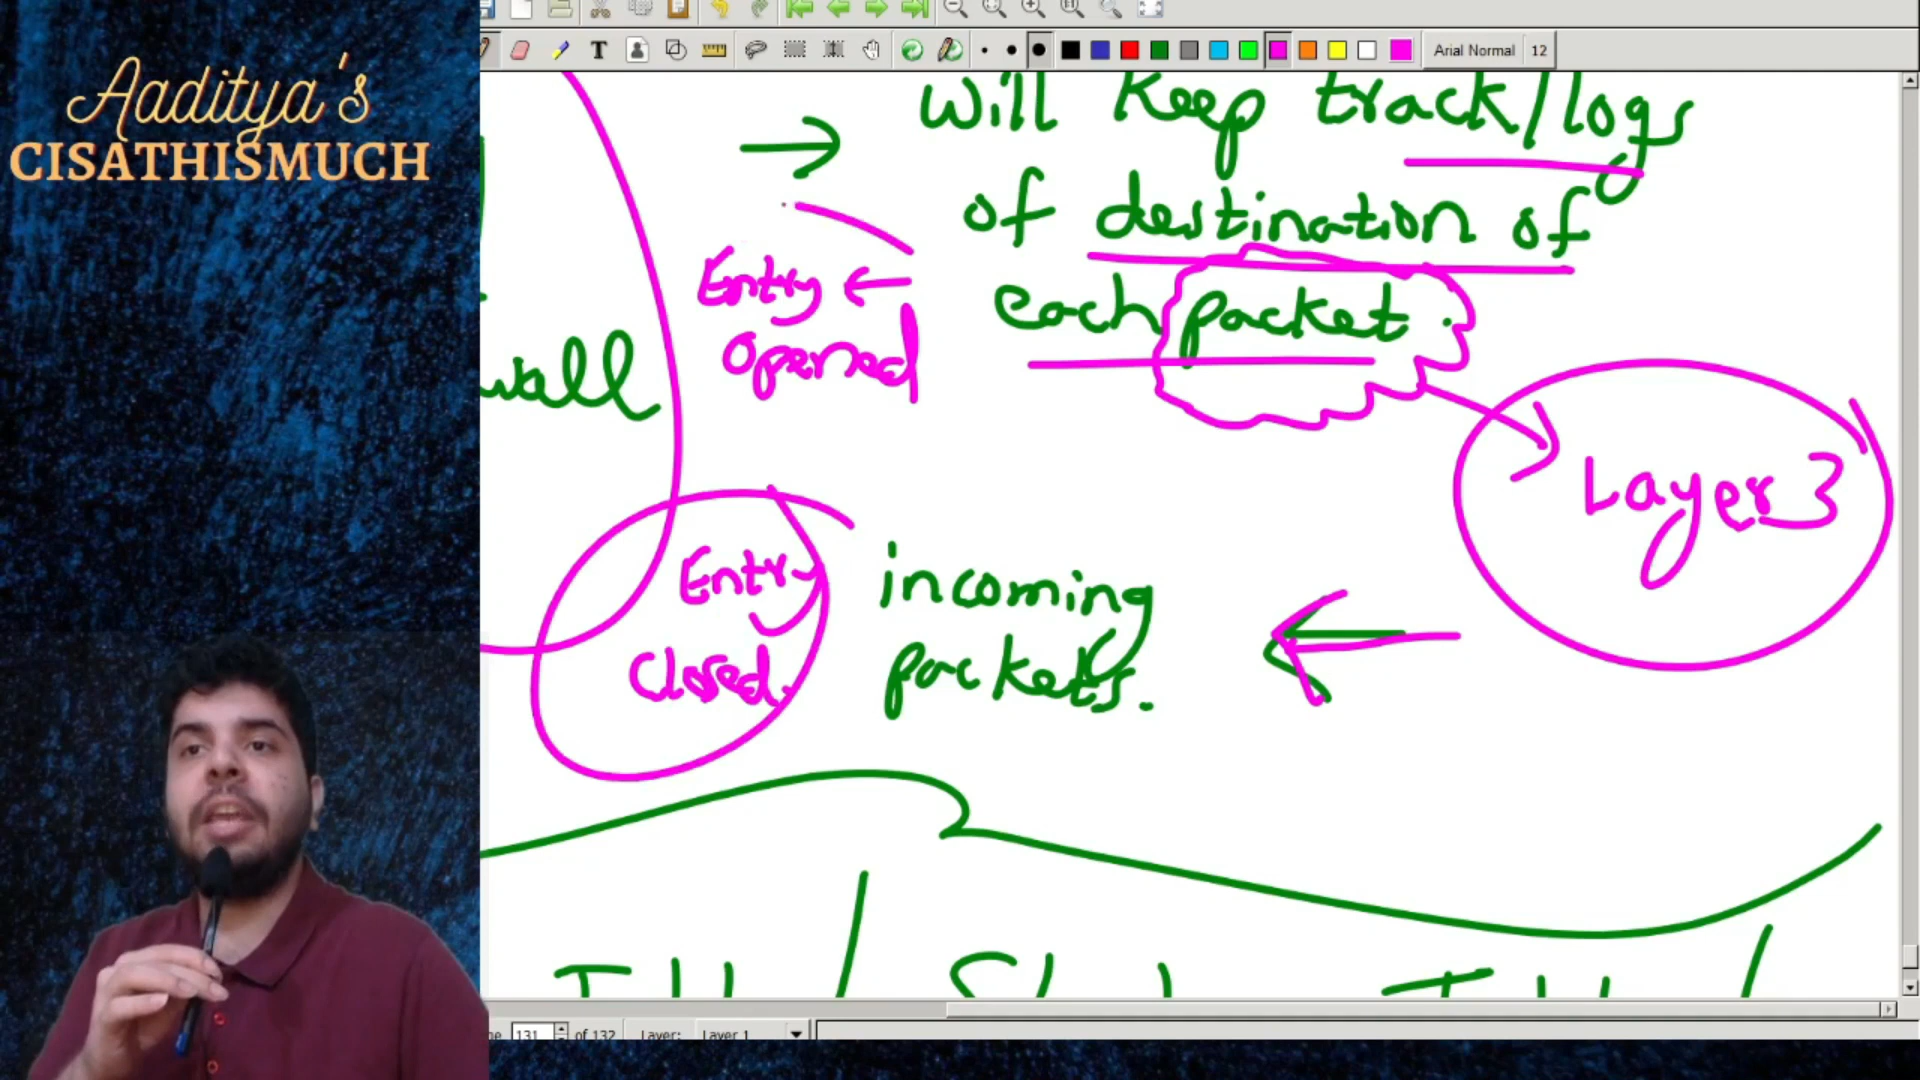 Aaditya's
CISATHISMUCH
T
Arial Normal 12
will keep track/logs
of destination of
each packet.
Entry
opened
wall
Layer 3
Entry
Closed.
incoming
packets.
131
of 132
Layer:
Layer 1